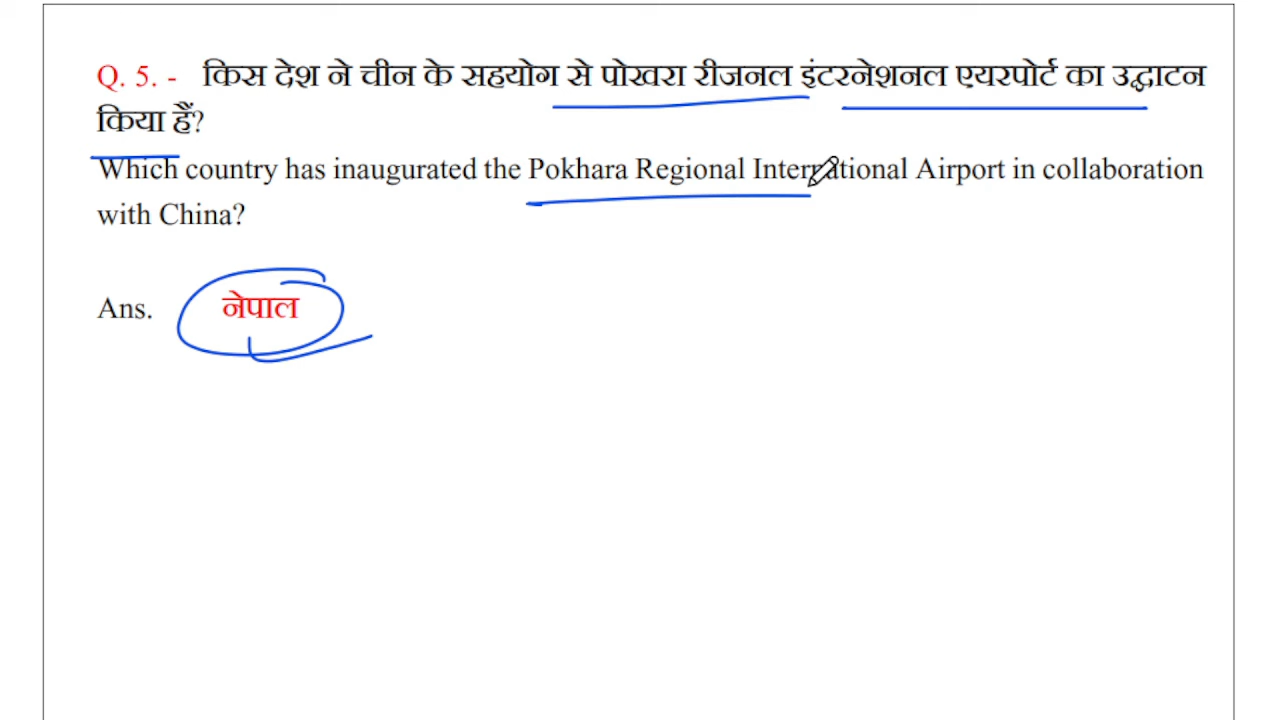 Q. 5. - किस देश ने चीन के सहयोग से पोखरा रीजनल इंटरनेशनल एयरपोर्ट का उद्घाटन
किया हैं?
Which country has inaugurated the Pokhara Regional International Airport in collaboration
with China?
Ans. नेपाल